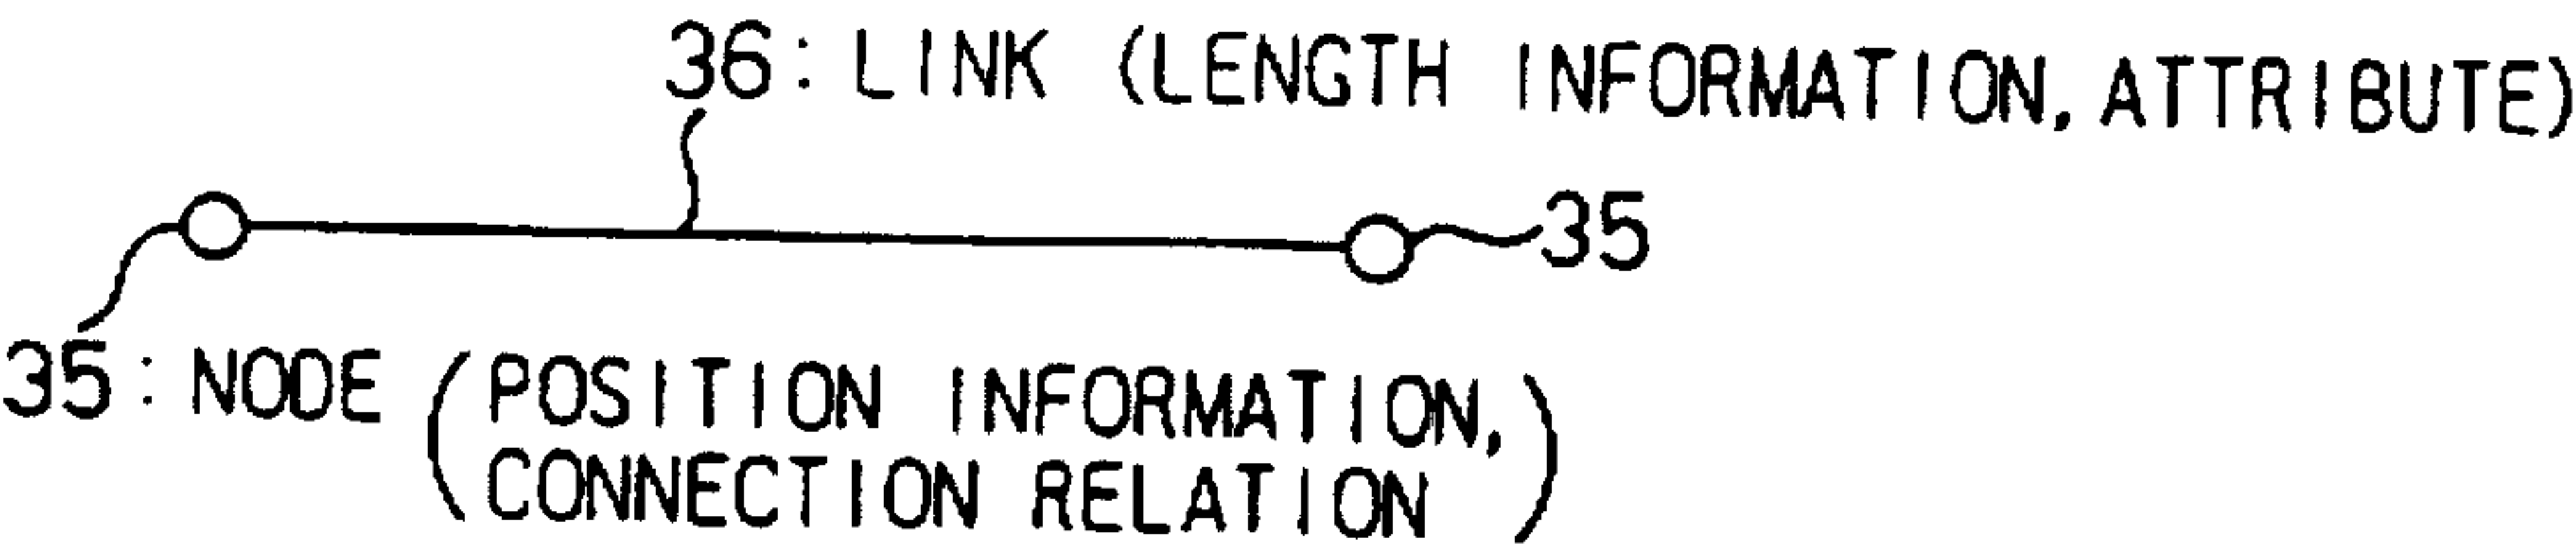 36: LINK (LENGTH INFORMATION, ATTRIBUTE)
35
35: NODE (POSITION INFORMATION,
CONNECTION RELATION)